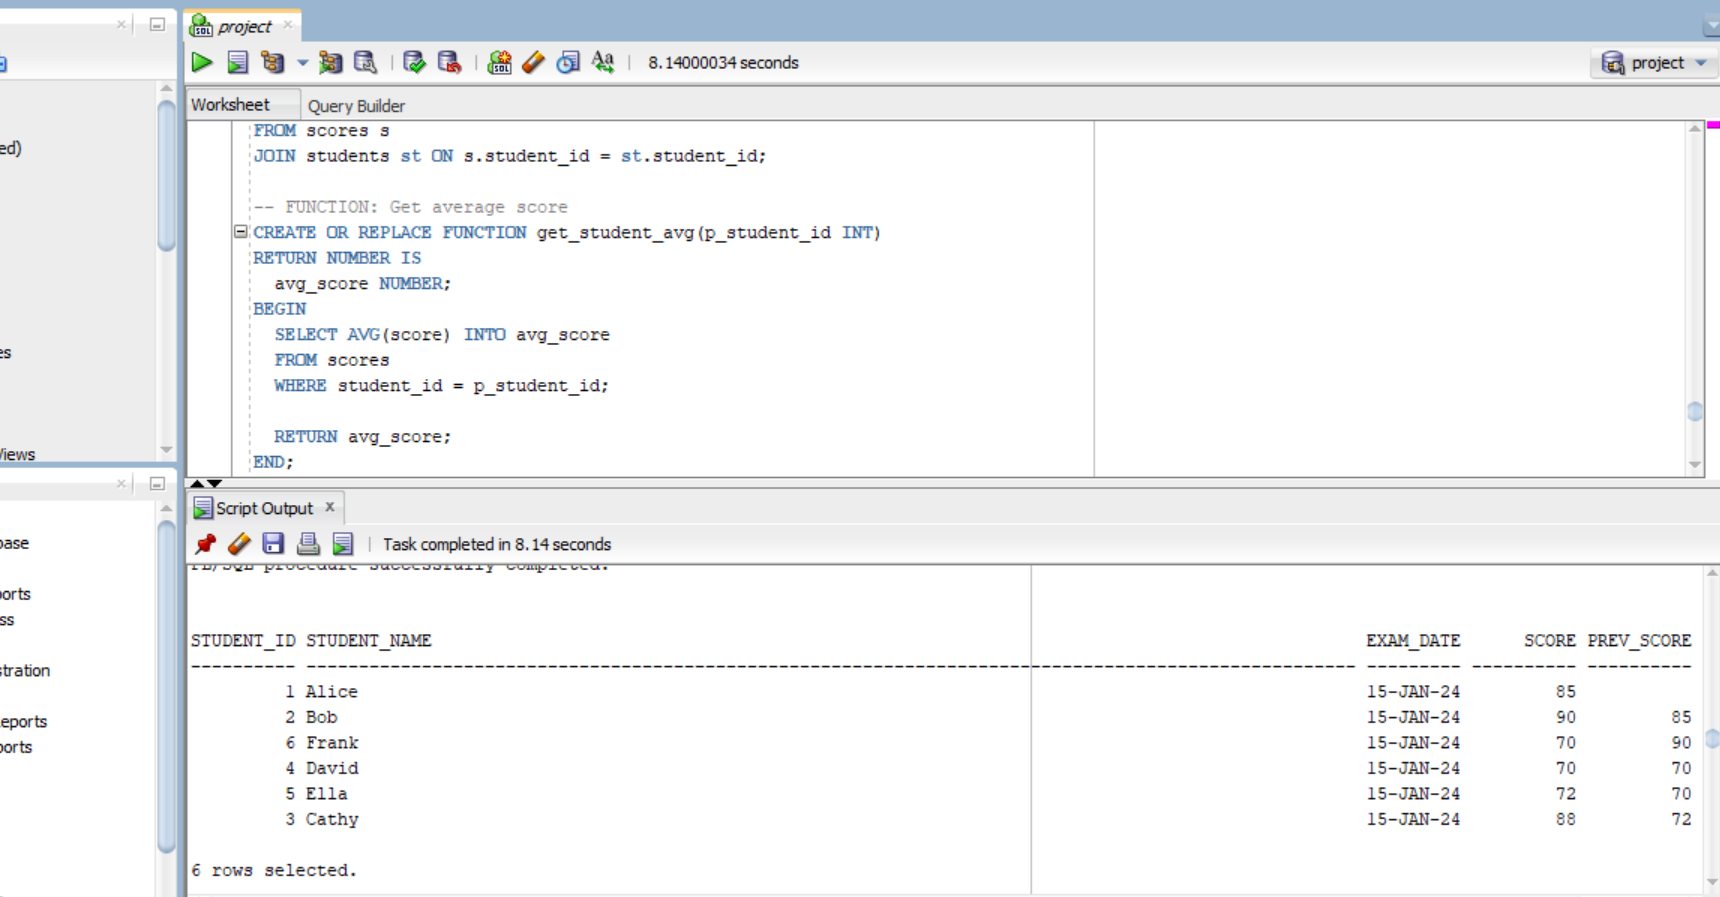 project
8.14000034 seconds
project
Worksheet
Query Builder
FROM scores s
JOIN students st ON s.student_id = st.student_id;
-- FUNCTION: Get average score
CREATE OR REPLACE FUNCTION get_student_avg(p_student_id INT)
RETURN NUMBER IS
avg_score NUMBER;
BEGIN
SELECT AVG(score) INTO avg_score
FROM scores
WHERE student_id = p_student_id;
RETURN avg_score;
END;
ed)
es
Views
Script Output
Task completed in 8.14 seconds
PL/SQL procedure successfully completed.
STUDENT_ID STUDENT_NAME EXAM_DATE SCORE PREV_SCORE
1 Alice 15-JAN-24 85
2 Bob 15-JAN-24 90 85
6 Frank 15-JAN-24 70 90
4 David 15-JAN-24 70 70
5 Ella 15-JAN-24 72 70
3 Cathy 15-JAN-24 88 72
6 rows selected.
base
ports
ss
stration
eports
ports